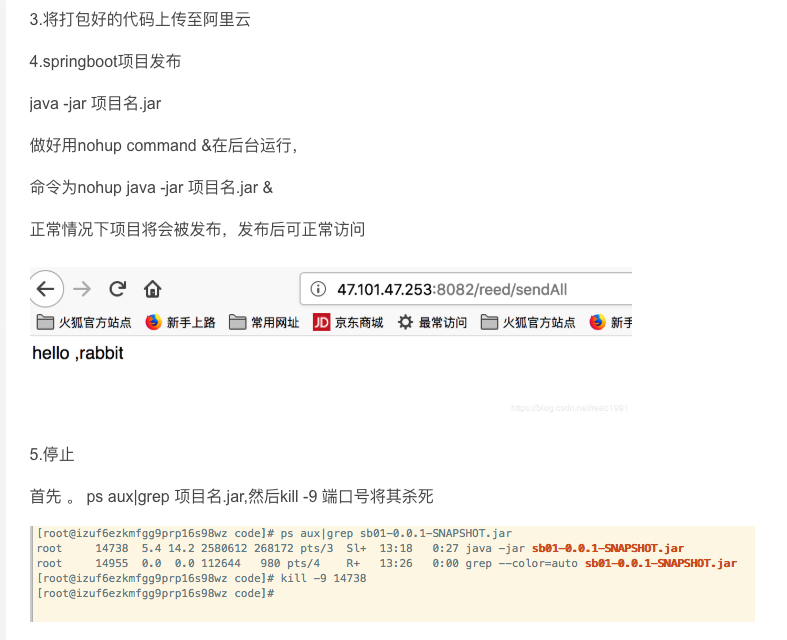 3.将打包好的代码上传至阿里云
4.springboot项目发布
java -jar 项目名.jar
做好用nohup command &在后台运行，
命令为nohup java -jar 项目名.jar &
正常情况下项目将会被发布，发布后可正常访问
47.101.47.253:8082/reed/sendAll
火狐官方站点 新手上路 常用网址 JD 京东商城 最常访问 火狐官方站点 新手
hello ,rabbit
https://blog.csdn.net/reed1991
5.停止
首先 。 ps aux|grep 项目名.jar,然后kill -9 端口号将其杀死
[root@izuf6ezkmfgg9prp16s98wz code]# ps aux|grep sb01-0.0.1-SNAPSHOT.jar
root 14738 5.4 14.2 2580612 268172 pts/3 Sl+ 13:18 0:27 java -jar sb01-0.0.1-SNAPSHOT.jar
root 14955 0.0 0.0 112644 980 pts/4 R+ 13:26 0:00 grep --color=auto sb01-0.0.1-SNAPSHOT.jar
[root@izuf6ezkmfgg9prp16s98wz code]# kill -9 14738
[root@izuf6ezkmfgg9prp16s98wz code]#